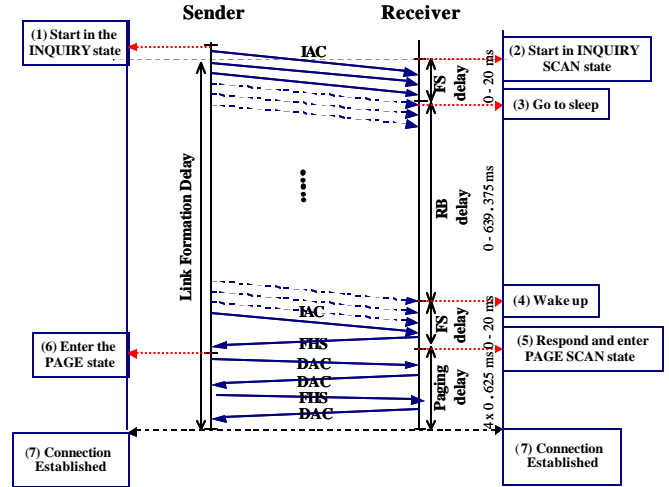 Sender
Receiver
(1) Start in the
INQUIRY state
IAC
(2) Start in INQUIRY
SCAN state
FS
delay
0 - 20 ms
(3) Go to sleep
Link Formation Delay
RB
delay
0 - 639.375 ms
(4) Wake up
IAC
FS
delay
0 - 20 ms
FHS
(5) Respond and enter
PAGE SCAN state
(6) Enter the
PAGE state
DAC
DAC
FHS
DAC
Paging
delay
4 x 0.625 ms
(7) Connection
Established
(7) Connection
Established